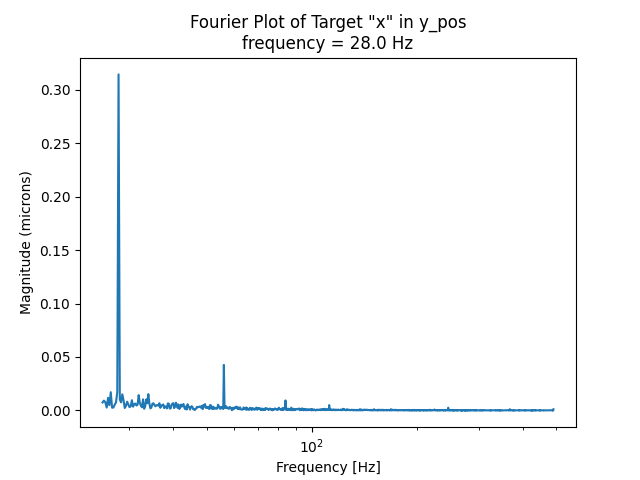 Fourier Plot of Target "x" in y_pos
frequency = 28.0 Hz
Magnitude (microns)
0.30
0.25
0.20
0.15
0.10
0.05
0.00
10²
Frequency [Hz]